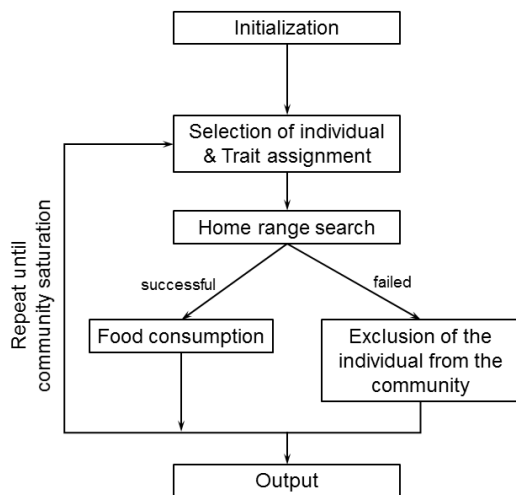 Initialization
Selection of individual
& Trait assignment
Home range search
successful
failed
Food consumption
Exclusion of the
individual from the
community
Repeat until
community saturation
Output